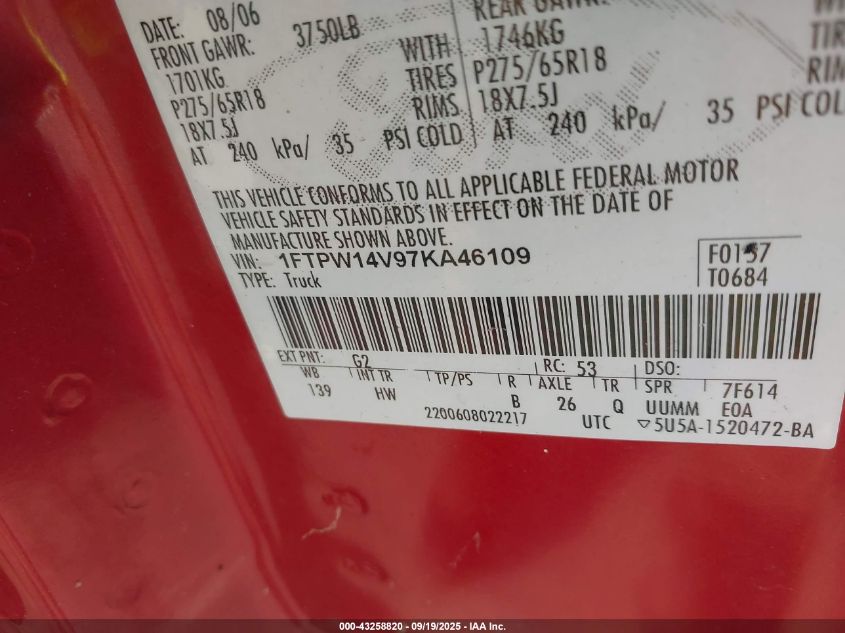 DATE: 08/06
FRONT GAWR: 3750LB
1701KG WITH
P275/65R18 TIRES
18X7.5J RIMS
AT 240 kPa/ 35 PSI COLD
REAR GAWR:
1746KG
P275/65R18
18X7.5J
AT 240 kPa/ 35 PSI COL
WI
TIR
RIM
THIS VEHICLE CONFORMS TO ALL APPLICABLE FEDERAL MOTOR
VEHICLE SAFETY STANDARDS IN EFFECT ON THE DATE OF
MANUFACTURE SHOWN ABOVE.
VIN: 1FTPW14V97KA46109
TYPE: Truck
F0157
T0684
EXT PNT: G2 RC: 53 DSO:
WB INT TR TP/PS R AXLE TR SPR 7F614
139 HW B 26 Q UUMM E0A
2200608022217 UTC ▽5U5A-1520472-BA
000-43258820 - 09/19/2025 - IAA Inc.